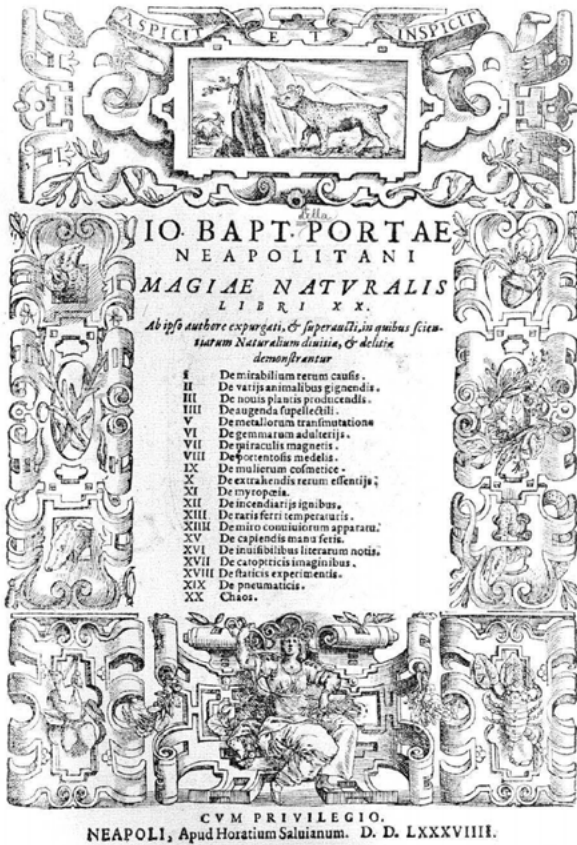 ASPICIT ET INSPICIT
della
IO. BAPT. PORTAE
NEAPOLITANI
MAGIAE NATVRALIS
LIBRI XX.
Ab ipso authore expurgati, & superaucti, in quibus scien-
tiarum Naturalium diuitiæ, & delitiæ
demonstrantur
I De mirabilium rerum causis.
II De varijs animalibus gignendis.
III De nouis plantis producendis.
IIII De augenda supellectili.
V De metallorum transmutatione
VI De gemmarum adulterijs.
VII De miraculis magnetis.
VIII De portentosis medelis.
IX De mulierum cosmetice.
X De extrahendis rerum essentijs;
XI De myropœia.
XII De incendiarijs ignibus.
XIII De raris ferri temperaturis.
XIIII De miro conuiuiorum apparatu.
XV De capiendis manu feris.
XVI De inuisibilibus literarum notis.
XVII De catoptricis imaginibus.
XVIII De staticis experimentis.
XIX De pneumaticis.
XX Chaos.
CVM PRIVILEGIO.
NEAPOLI, Apud Horatium Saluianum. D. D. LXXXVIIII.